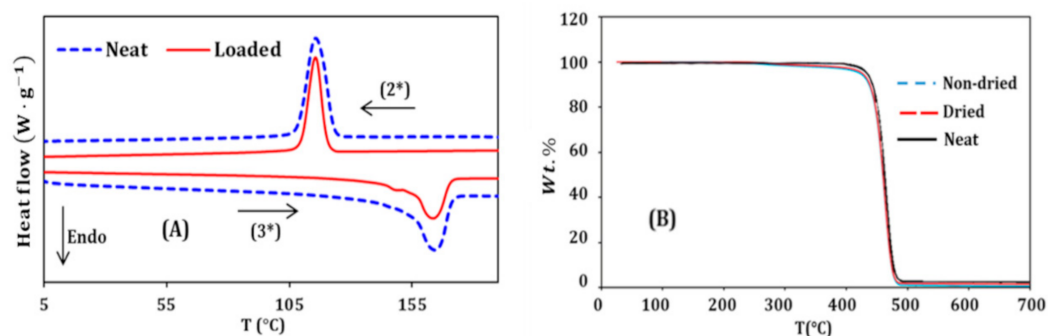 Neat Loaded
Heat flow (W · g⁻¹)
(2*)
(3*)
Endo
(A)
5 55 105 155
T (°C)
120
100
80
60
40
20
0
Wt. %
Non-dried
Dried
Neat
(B)
0 100 200 300 400 500 600 700
T(°C)